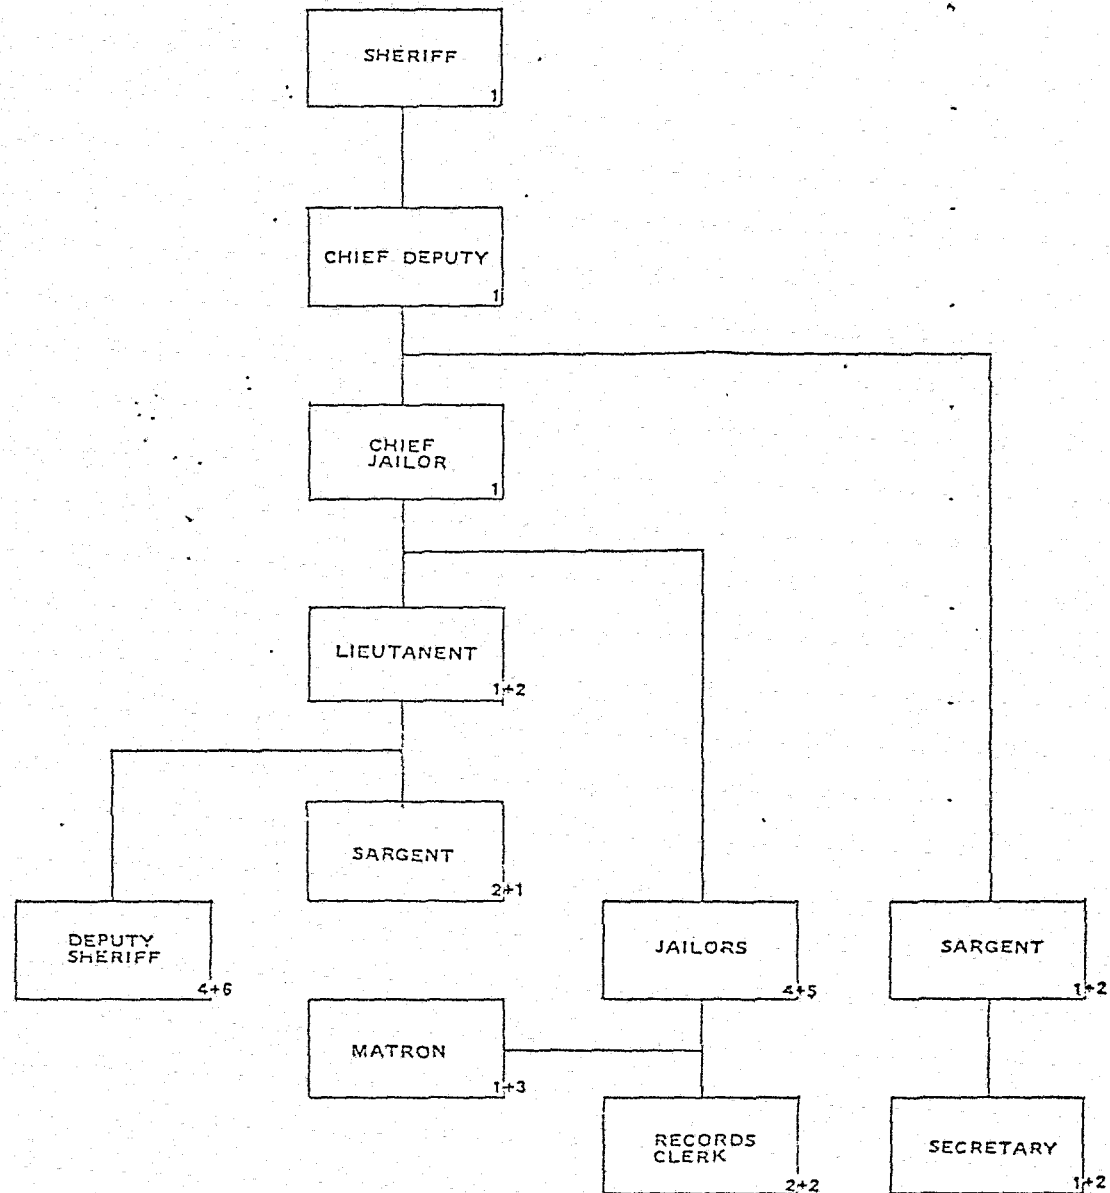 SHERIFF
1
CHIEF DEPUTY
1
CHIEF
JAILOR
1
LIEUTANENT
1+2
SARGENT
2+1
DEPUTY
SHERIFF
4+6
JAILORS
4+5
SARGENT
1+2
MATRON
1+3
RECORDS
CLERK
2+2
SECRETARY
1+2